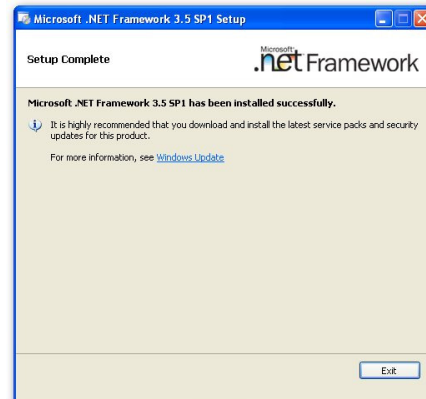 Microsoft .NET Framework 3.5 SP1 Setup
Setup Complete
Microsoft
.net Framework
Microsoft .NET Framework 3.5 SP1 has been installed successfully.
It is highly recommended that you download and install the latest service packs and security
updates for this product.
For more information, see Windows Update
Exit